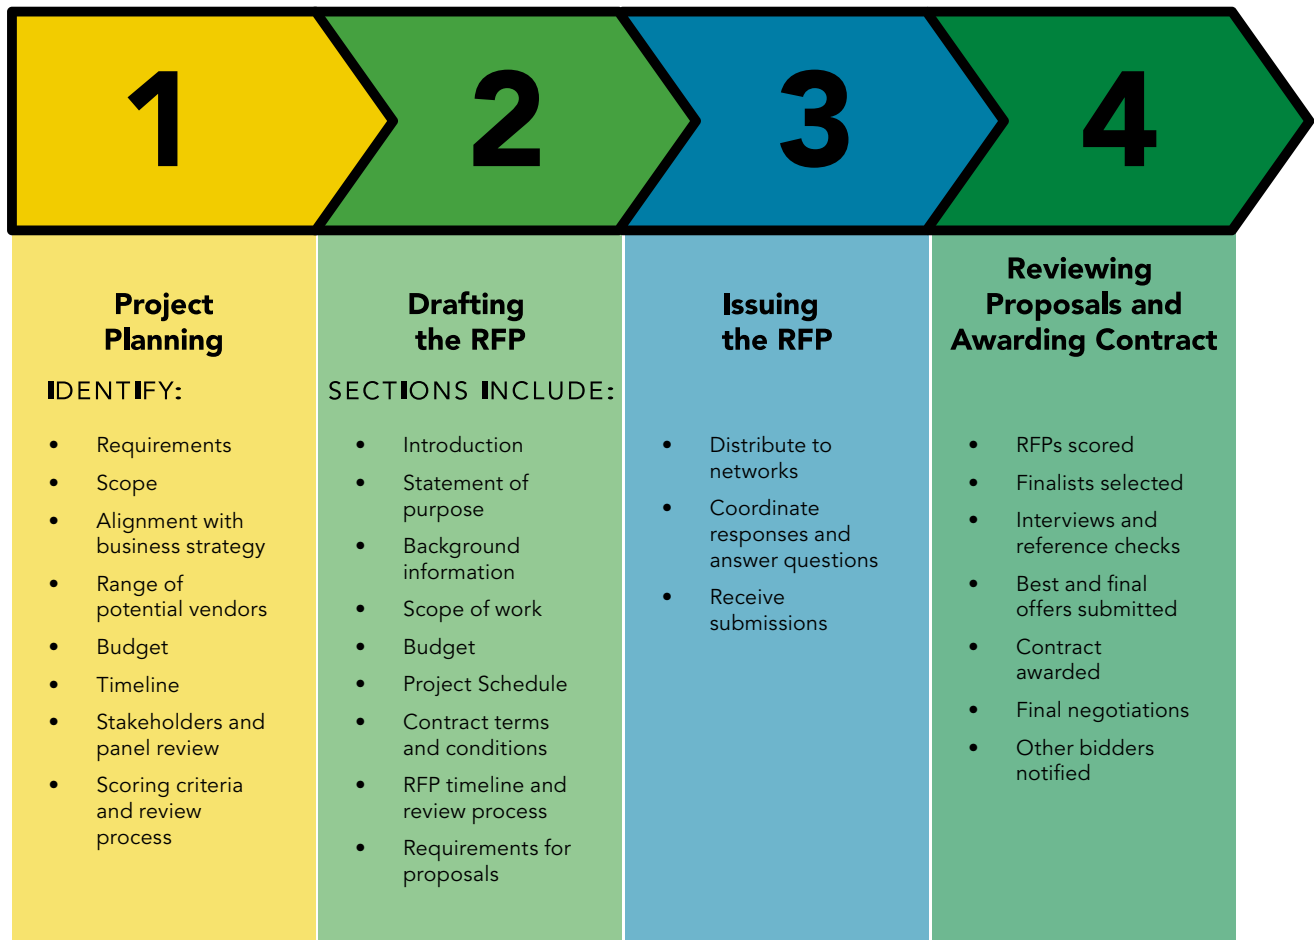 1
2
3
4
Project
Planning
IDENTIFY:
• Requirements
• Scope
• Alignment with
business strategy
• Range of
potential vendors
• Budget
• Timeline
• Stakeholders and
panel review
• Scoring criteria
and review
process
Drafting
the RFP
SECTIONS INCLUDE:
• Introduction
• Statement of
purpose
• Background
information
• Scope of work
• Budget
• Project Schedule
• Contract terms
and conditions
• RFP timeline and
review process
• Requirements for
proposals
Issuing
the RFP
• Distribute to
networks
• Coordinate
responses and
answer questions
• Receive
submissions
Reviewing
Proposals and
Awarding Contract
• RFPs scored
• Finalists selected
• Interviews and
reference checks
• Best and final
offers submitted
• Contract
awarded
• Final negotiations
• Other bidders
notified